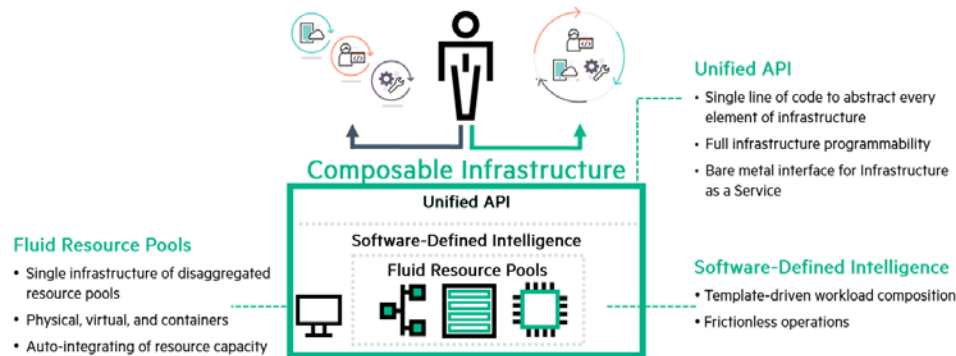 Composable Infrastructure
Unified API
Software-Defined Intelligence
Fluid Resource Pools
Fluid Resource Pools
• Single infrastructure of disaggregated
resource pools
• Physical, virtual, and containers
• Auto-integrating of resource capacity
Unified API
• Single line of code to abstract every
element of infrastructure
• Full infrastructure programmability
• Bare metal interface for Infrastructure
as a Service
Software-Defined Intelligence
• Template-driven workload composition
• Frictionless operations